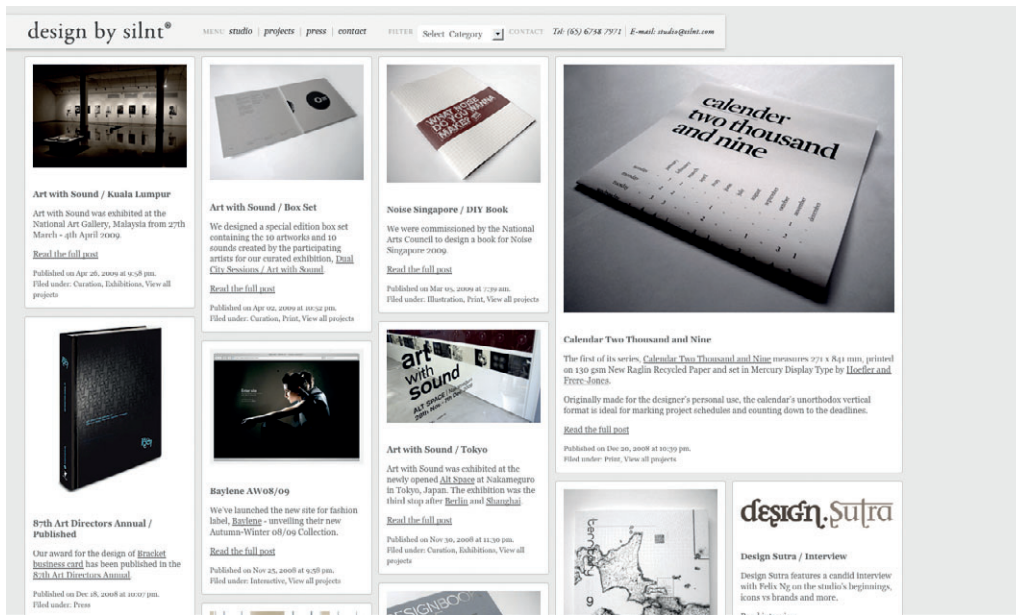 design by silnt®
MENU studio | projects | press | contact
FILTER Select Category
CONTACT Tel: (65) 6738 7971 | E-mail: studio@silnt.com
Art with Sound / Kuala Lumpur
Art with Sound was exhibited at the
National Art Gallery, Malaysia from 27th
March - 4th April 2009.
Read the full post
Published on Apr 26, 2009 at 9:58 pm.
Filed under: Curation, Exhibitions, View all
projects
87th Art Directors Annual /
Published
Our award for the design of Bracket
business card has been published in the
87th Art Directors Annual.
Published on Dec 18, 2008 at 10:07 pm.
Filed under: Press
Art with Sound / Box Set
We designed a special edition box set
containing the 10 artworks and 10
sounds created by the participating
artists for our curated exhibition, Dual
City Sessions / Art with Sound.
Read the full post
Published on Apr 02, 2009 at 10:52 pm.
Filed under: Curation, Print, View all projects
Baylene AW08/09
We've launched the new site for fashion
label, Baylene - unveiling their new
Autumn-Winter 08/09 Collection.
Read the full post
Published on Nov 25, 2008 at 9:58 pm.
Filed under: Interactive, View all projects
WHAT NOISE
DO YOU WANNA
MAKE?
Noise Singapore / DIY Book
We were commissioned by the National
Arts Council to design a book for Noise
Singapore 2009.
Read the full post
Published on Mar 05, 2009 at 7:39 am.
Filed under: Illustration, Print, View all projects
art
with
sound
ALT SPACE
Art with Sound / Tokyo
Art with Sound was exhibited at the
newly opened Alt Space at Nakameguro
in Tokyo, Japan. The exhibition was the
third stop after Berlin and Shanghai.
Read the full post
Published on Nov 30, 2008 at 11:30 pm.
Filed under: Curation, Exhibitions, View all
projects
DESIGNBOOK
calender
two thousand
and nine
Calendar Two Thousand and Nine
The first of its series, Calendar Two Thousand and Nine measures 271 x 841 mm, printed
on 130 gsm New Raglin Recycled Paper and set in Mercury Display Type by Hoefler and
Frere-Jones.
Originally made for the designer's personal use, the calendar's unorthodox vertical
format is ideal for marking project schedules and counting down to the deadlines.
Read the full post
Published on Dec 20, 2008 at 10:39 pm.
Filed under: Print, View all projects
design.Sutra
Design Sutra / Interview
Design Sutra features a candid interview
with Felix Ng on the studio's beginnings,
icons vs brands and more.